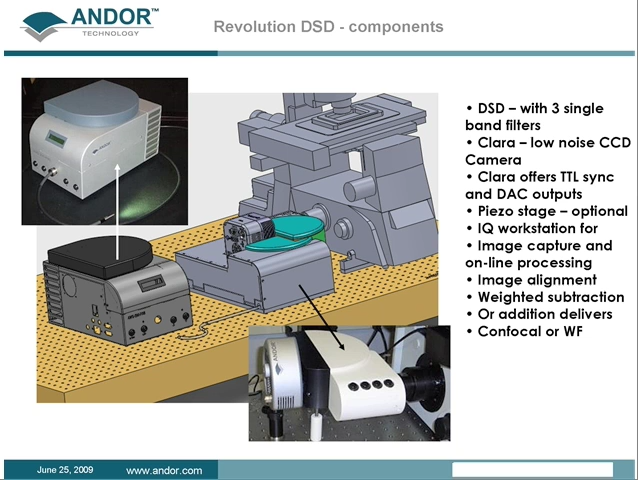 ANDOR™
TECHNOLOGY
Revolution DSD - components
• DSD – with 3 single
band filters
• Clara – low noise CCD
Camera
• Clara offers TTL sync
and DAC outputs
• Piezo stage – optional
• IQ workstation for
• Image capture and
on-line processing
• Image alignment
• Weighted subtraction
• Or addition delivers
• Confocal or WF
ANDOR
June 25, 2009
www.andor.com